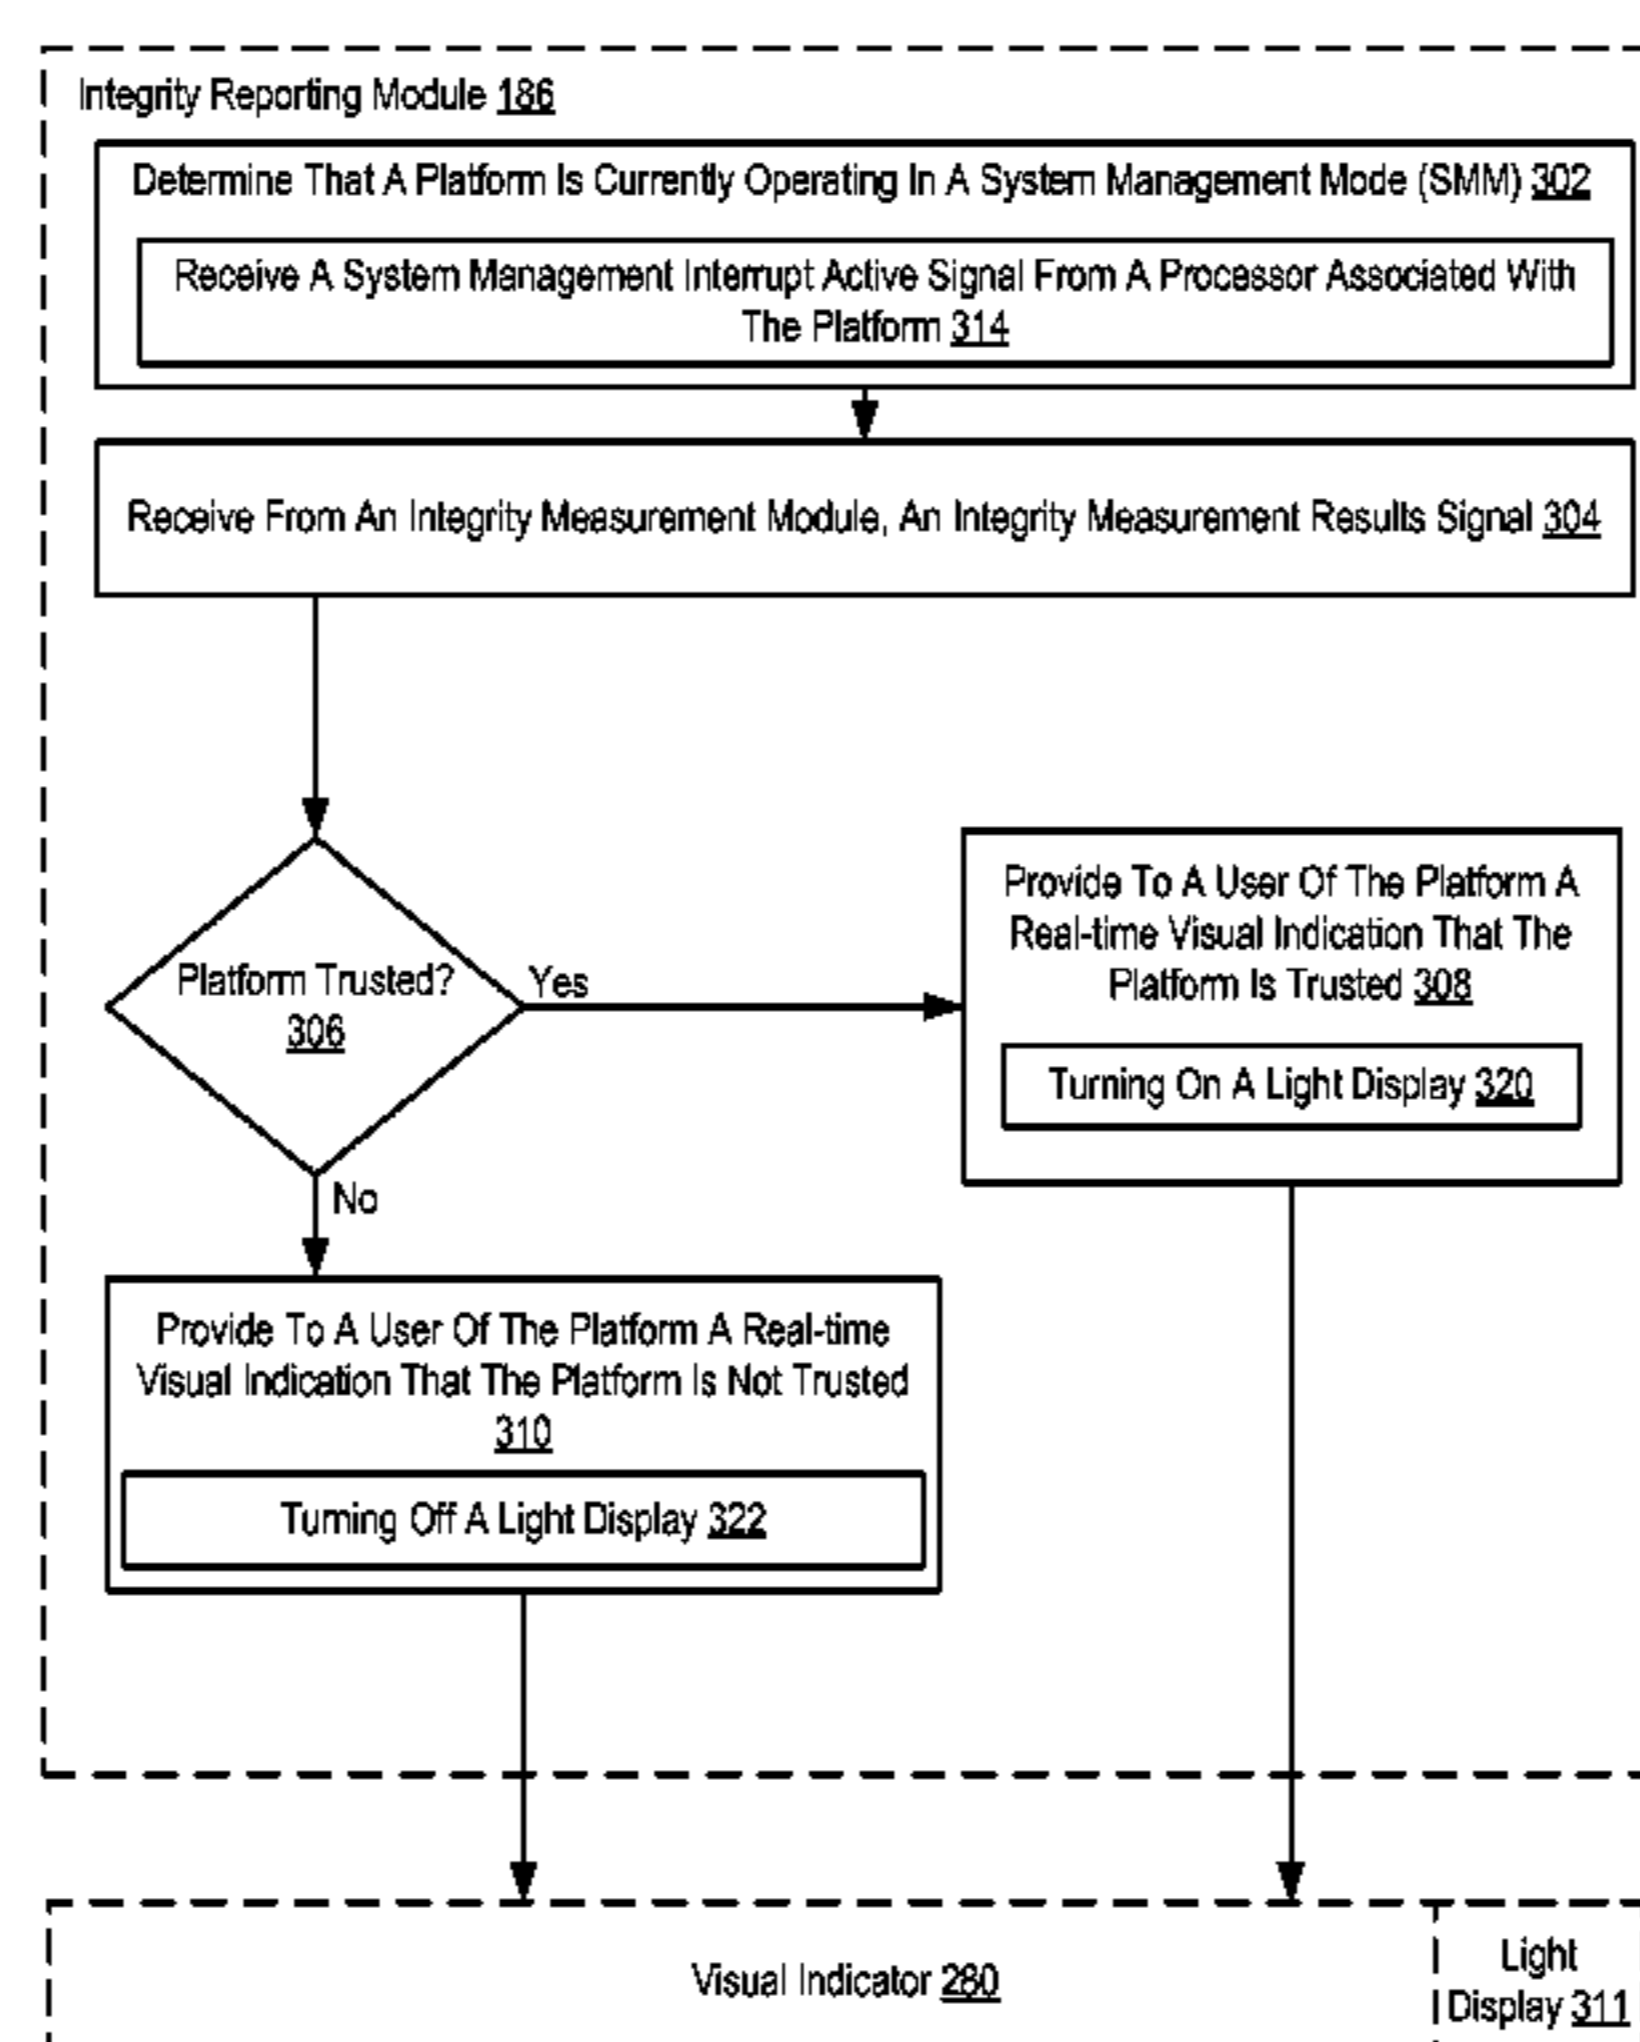 Integrity Reporting Module 186
Determine That A Platform Is Currently Operating In A System Management Mode (SMM) 302
Receive A System Management Interrupt Active Signal From A Processor Associated With
The Platform 314
Receive From An Integrity Measurement Module, An Integrity Measurement Results Signal 304
Platform Trusted?
306
Yes
No
Provide To A User Of The Platform A
Real-time Visual Indication That The
Platform Is Trusted 308
Turning On A Light Display 320
Provide To A User Of The Platform A Real-time
Visual Indication That The Platform Is Not Trusted
310
Turning Off A Light Display 322
Visual Indicator 280
Light
Display 311